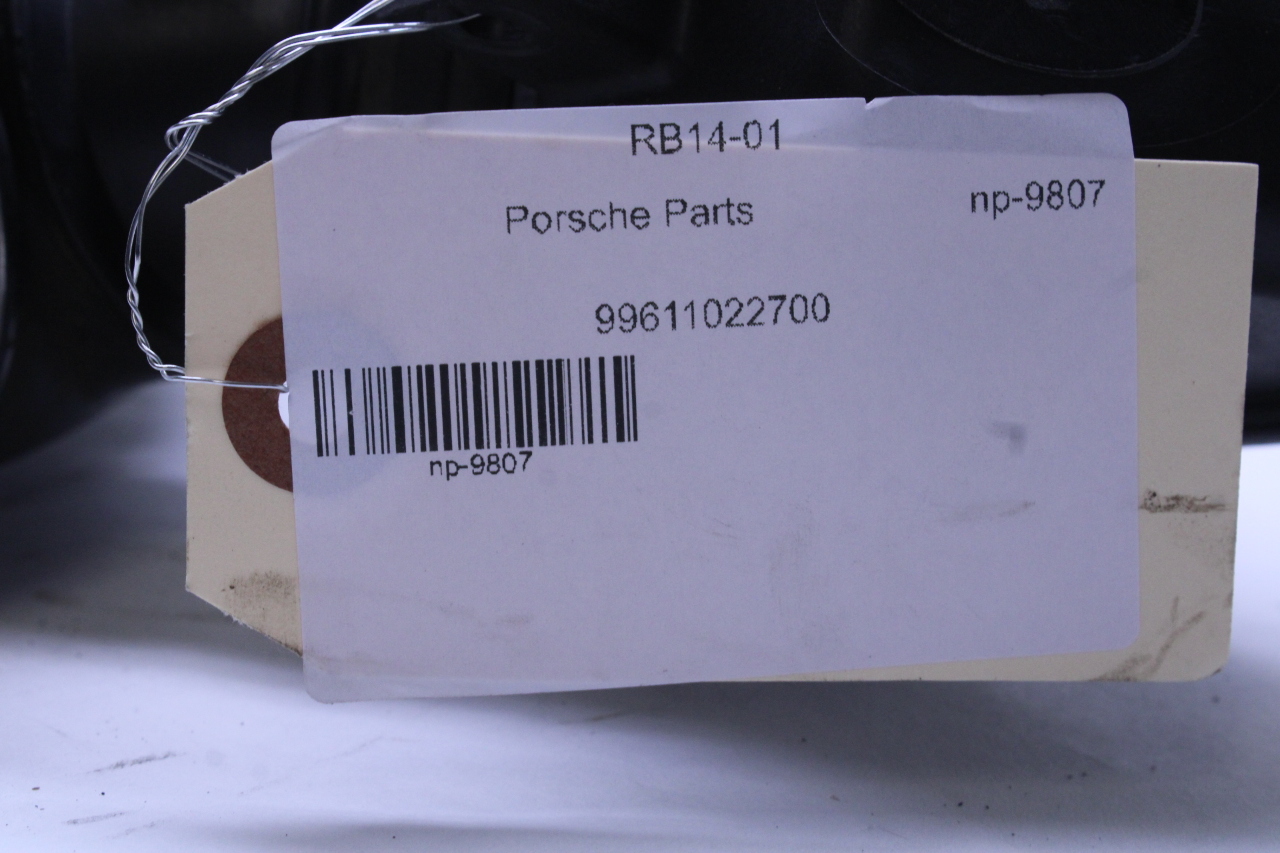 RB14-01
Porsche Parts
np-9807
99611022700
np-9807